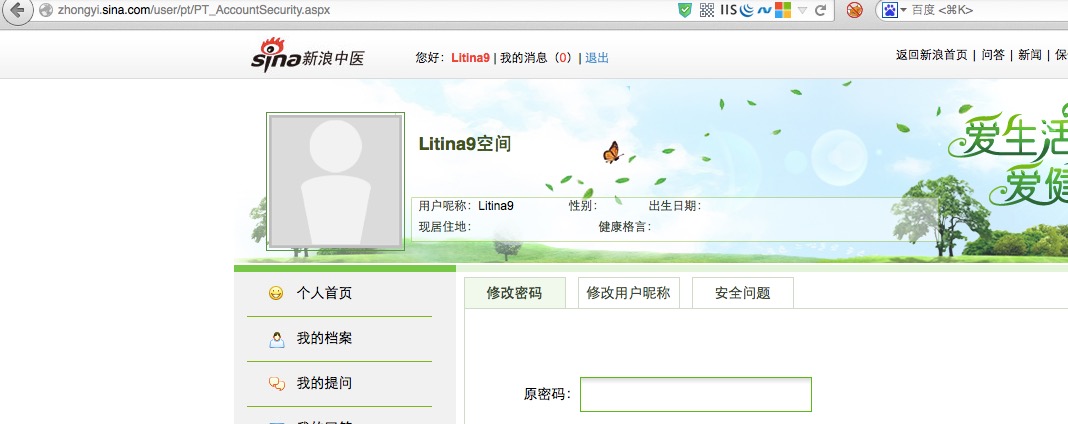 zhongyi.sina.com/user/pt/PT_AccountSecurity.aspx
IIS
百度 <⌘K>
sina新浪中医
您好：Litina9 | 我的消息（0）| 退出
返回新浪首页 | 问答 | 新闻 | 保
爱生活
爱健
Litina9空间
用户昵称：Litina9 性别： 出生日期：
现居住地： 健康格言：
个人首页
我的档案
我的提问
修改密码 修改用户昵称 安全问题
原密码：